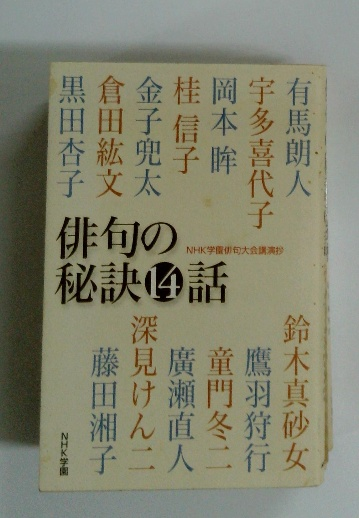 有馬朗人
宇多喜代子
岡本眸
桂信子
金子兜太
倉田紘文
黒田杏子
俳句の
秘訣14話
NHK学園俳句大会講演抄
鈴木真砂女
鷹羽狩行
童門冬二
廣瀬直人
深見けん二
藤田湘子
NHK学園